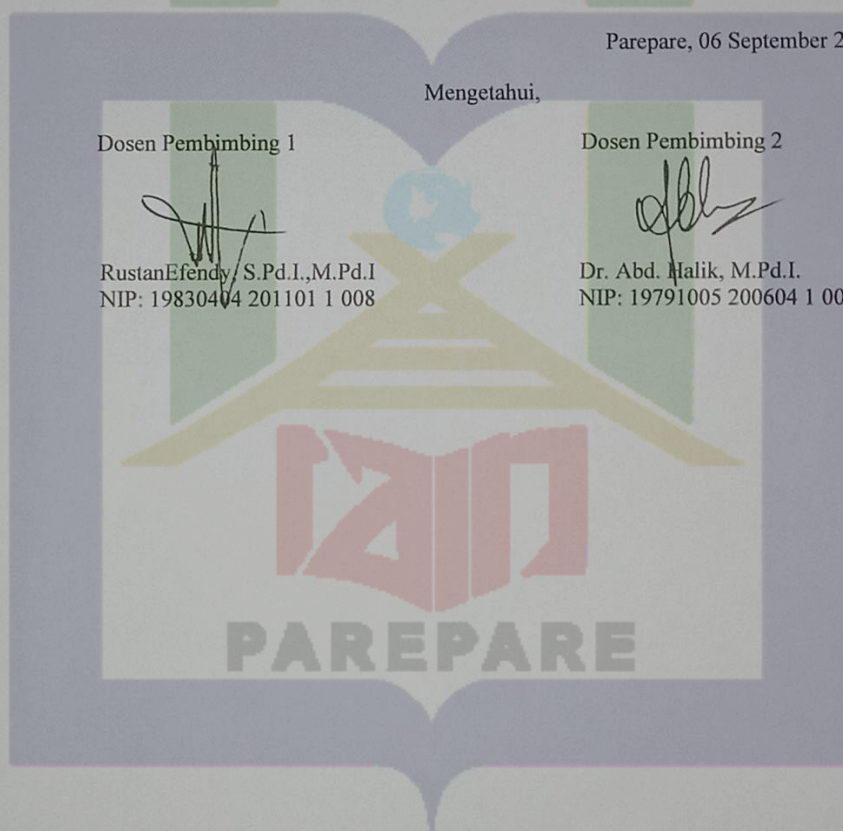 Parepare, 06 September 2
Mengetahui,
Dosen Pembimbing 1
Dosen Pembimbing 2
RustanEfendy, S.Pd.I.,M.Pd.I
NIP: 19830404 201101 1 008
Dr. Abd. Halik, M.Pd.I.
NIP: 19791005 200604 1 00
iain
PAREPARE